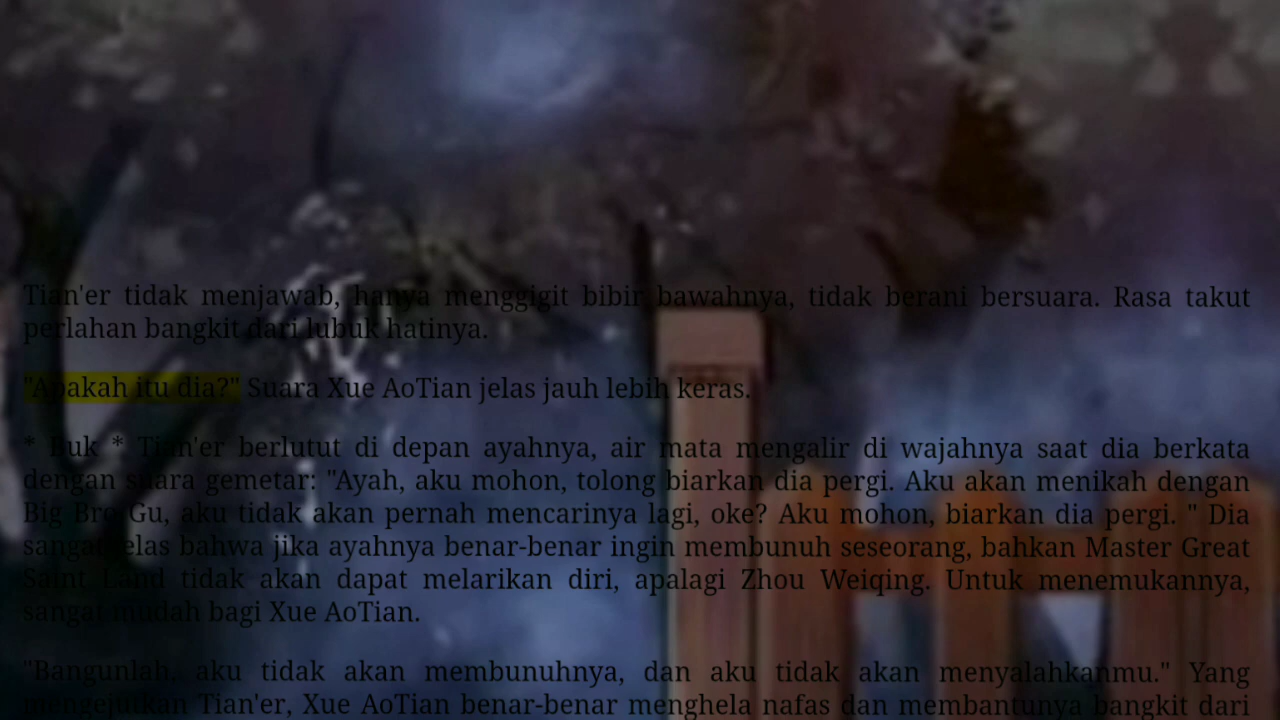 Tian'er tidak menjawab, hanya menggigit bibir bawahnya, tidak berani bersuara. Rasa takut
perlahan bangkit dari lubuk hatinya.
"Apakah itu dia?" Suara Xue AoTian jelas jauh lebih keras.
* Buk * Tian'er berlutut di depan ayahnya, air mata mengalir di wajahnya saat dia berkata
dengan suara gemetar: "Ayah, aku mohon, tolong biarkan dia pergi. Aku akan menikah dengan
Big Bro Gu, aku tidak akan pernah mencarinya lagi, oke? Aku mohon, biarkan dia pergi. " Dia
sangat jelas bahwa jika ayahnya benar-benar ingin membunuh seseorang, bahkan Master Great
Saint Land tidak akan dapat melarikan diri, apalagi Zhou Weiqing. Untuk menemukannya,
sangat mudah bagi Xue AoTian.
"Bangunlah, aku tidak akan membunuhnya, dan aku tidak akan menyalahkanmu." Yang
mengejutkan Tian'er, Xue AoTian benar-benar menghela nafas dan membantunya bangkit dari